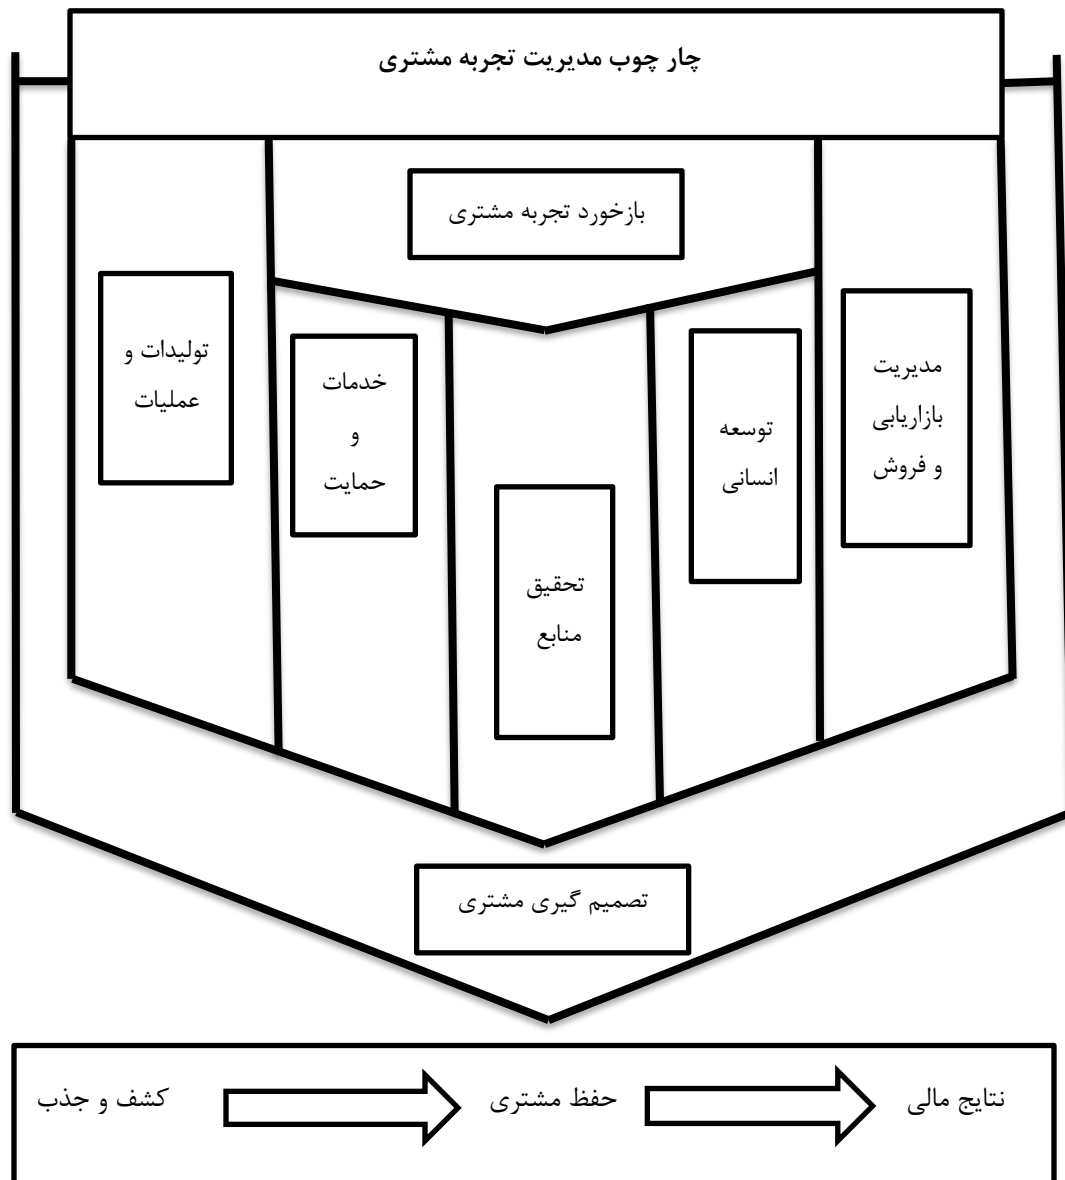 چار چوب مدیریت تجربه مشتری
بازخورد تجربه مشتری
مدیریت
بازاریابی
و فروش
توسعه
انسانی
تحقیق
منابع
خدمات
و
حمایت
تولیدات و
عملیات
تصمیم گیری مشتری
نتایج مالی
حفظ مشتری
کشف و جذب